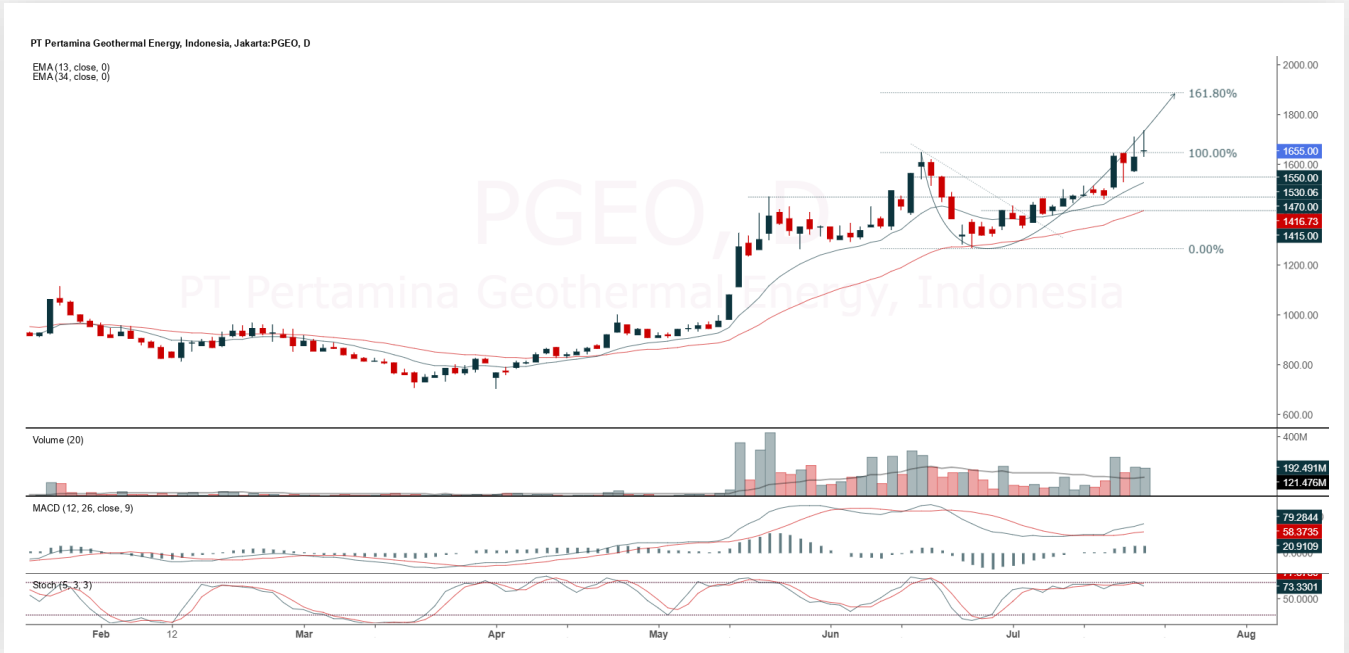 PT Pertamina Geothermal Energy, Indonesia, Jakarta:PGEO, D
EMA (13, close, 0)
EMA (34, close, 0)
PGEO, D
PT Pertamina Geothermal Energy, Indonesia
161.80%
100.00%
0.00%
2000.00
1800.00
1655.00
1600.00
1550.00
1530.06
1470.00
1416.73
1415.00
1200.00
1000.00
800.00
600.00
Volume (20)
400M
192.491M
121.476M
MACD (12, 26, close, 9)
79.2844
58.3735
20.9109
Stoch (5, 3, 3)
73.3301
50.0000
Feb
12
Mar
Apr
May
Jun
Jul
Aug